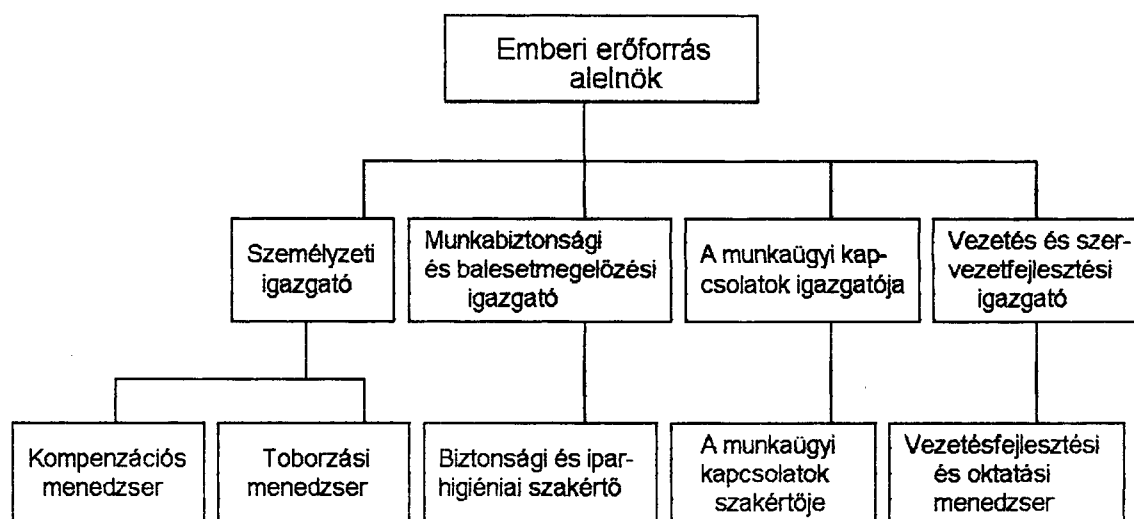 Emberi erőforrás
alelnök
Személyzeti
igazgató
Munkabiztonsági
és balesetmegelőzési
igazgató
A munkaügyi kap-
csolatok igazgatója
Vezetés és szer-
vezetfejlesztési
igazgató
Kompenzációs
menedzser
Toborzási
menedzser
Biztonsági és ipar-
higiéniai szakértő
A munkaügyi
kapcsolatok
szakértője
Vezetésfejlesztési
és oktatási
menedzser